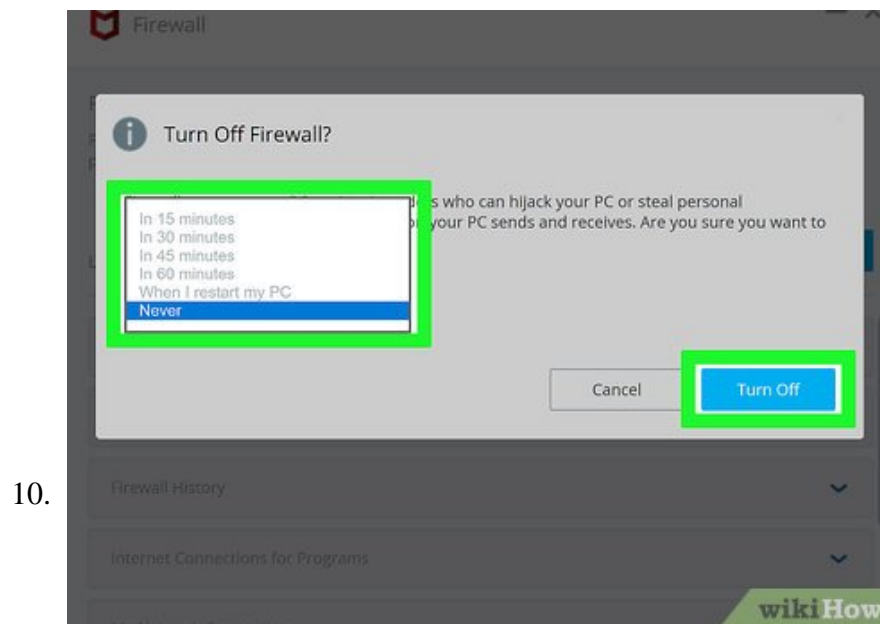 Firewall
Turn Off Firewall?
who can hijack your PC or steal personal
In 15 minutes
your PC sends and receives. Are you sure you want to
In 30 minutes
In 45 minutes
In 60 minutes
When I restart my PC
Never
Cancel
Turn Off
10.
Firewall History
Internet Connections for Programs
wikiHow